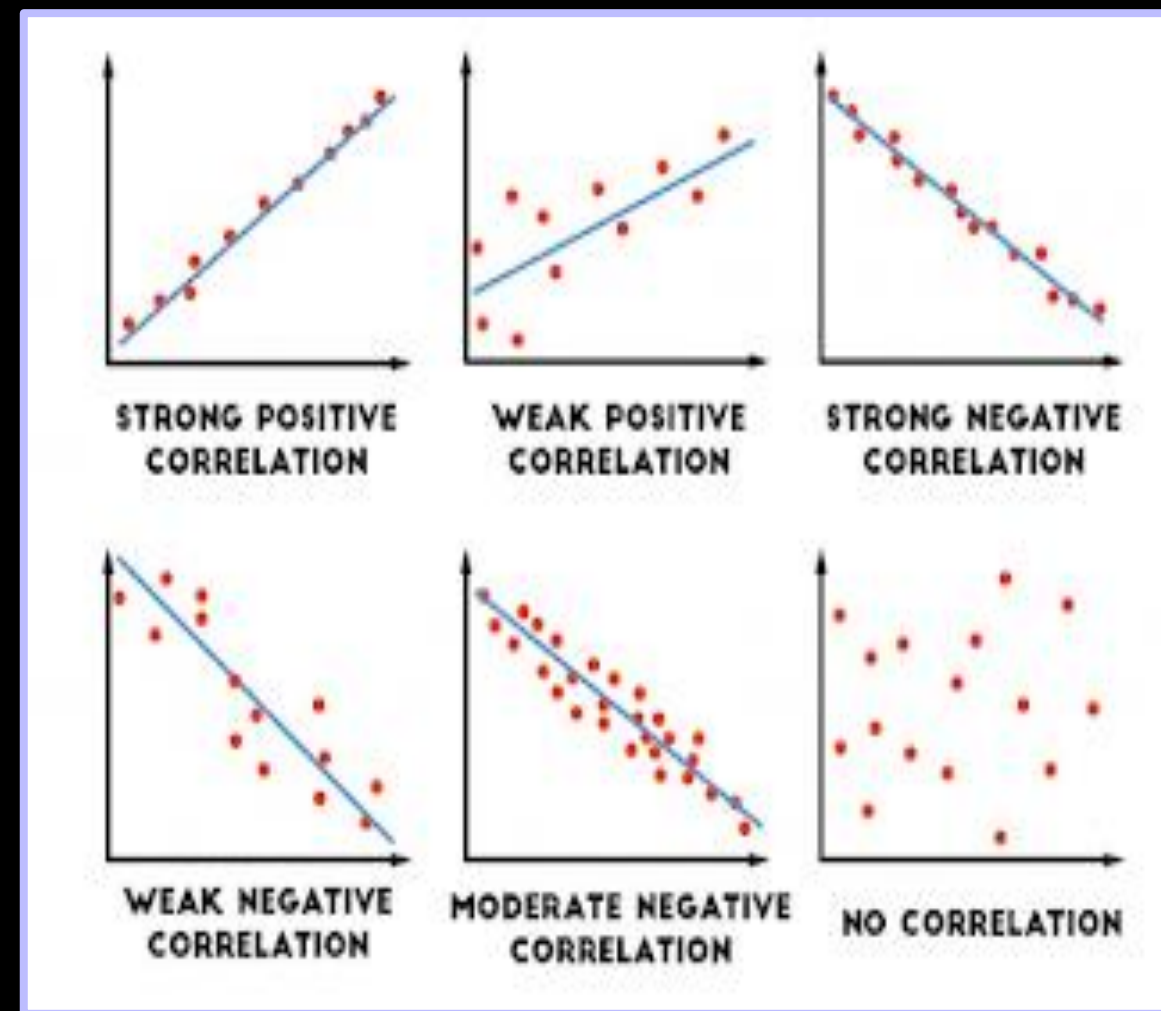 STRONG POSITIVE
CORRELATION
WEAK POSITIVE
CORRELATION
STRONG NEGATIVE
CORRELATION
WEAK NEGATIVE
CORRELATION
MODERATE NEGATIVE
CORRELATION
NO CORRELATION